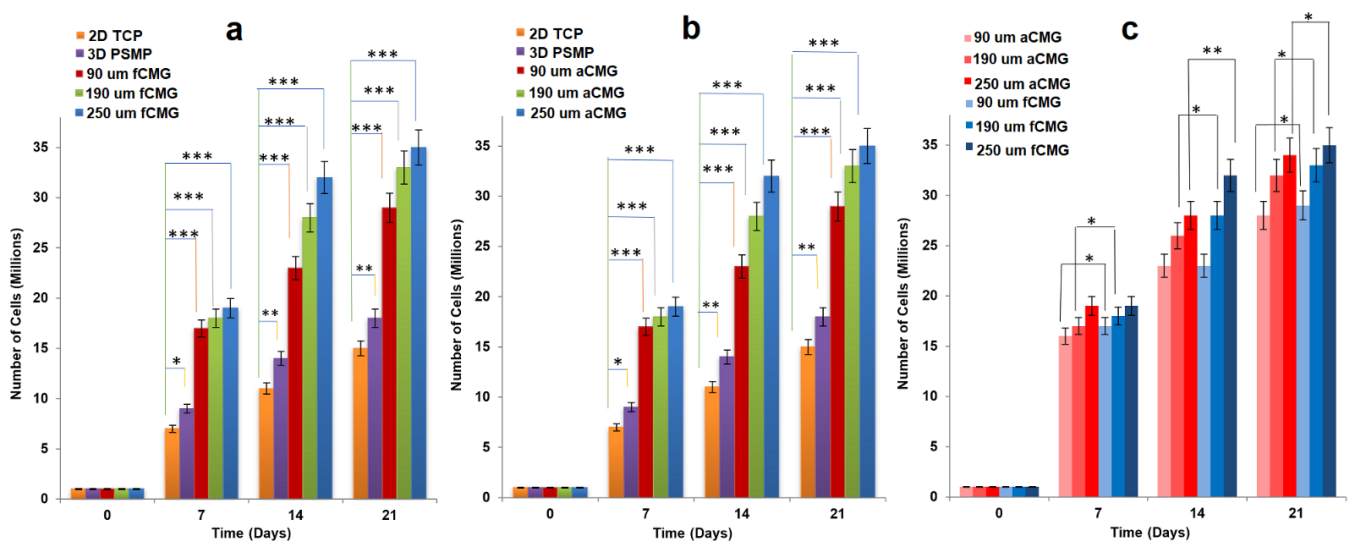 a
2D TCP
3D PSMP
90 um fCMG
190 um fCMG
250 um fCMG
Number of Cells (Millions)
35
30
25
20
15
10
5
0
*
***
***
***
**
***
***
***
**
***
***
***
0 7 14 21
Time (Days)
b
2D TCP
3D PSMP
90 um aCMG
190 um aCMG
250 um aCMG
Number of Cells (Millions)
35
30
25
20
15
10
5
0
*
***
***
***
**
***
***
***
**
***
***
***
0 7 14 21
Time (Days)
c
90 um aCMG
190 um aCMG
250 um aCMG
90 um fCMG
190 um fCMG
250 um fCMG
Number of Cells (Millions)
35
30
25
20
15
10
5
0
*
*
**
*
*
*
*
0 7 14 21
Time (Days)